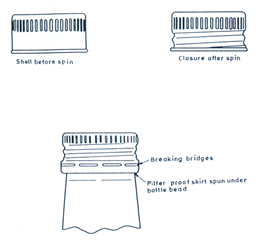 Shell before spin
Closure after spin
Breaking bridges
Pilfer proof skirt spun under
bottle bead